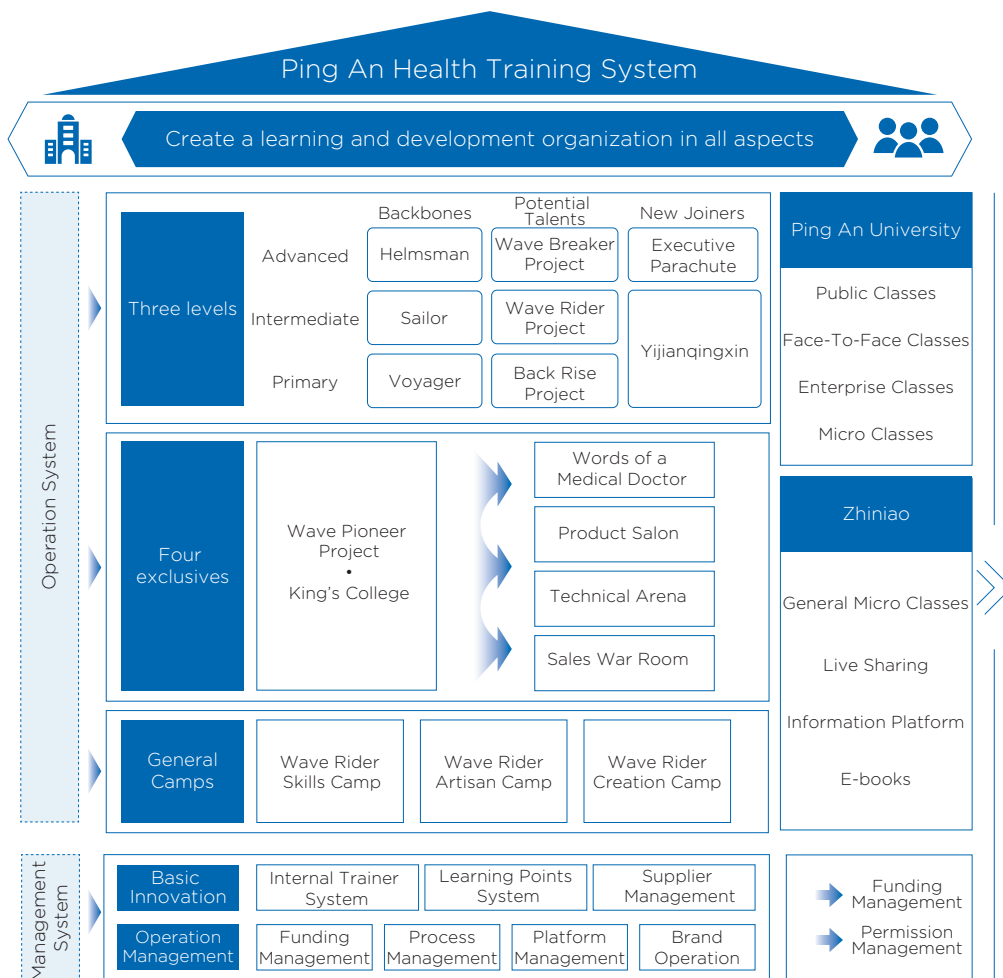 Ping An Health Training System
Create a learning and development organization in all aspects
Operation System
Three levels
Backbones
Potential
Talents
New Joiners
Advanced
Helmsman
Wave Breaker
Project
Executive
Parachute
Intermediate
Sailor
Wave Rider
Project
Yijianqingxin
Primary
Voyager
Back Rise
Project
Four
exclusives
Wave Pioneer
Project
•
King's College
Words of a
Medical Doctor
Product Salon
Technical Arena
Sales War Room
General
Camps
Wave Rider
Skills Camp
Wave Rider
Artisan Camp
Wave Rider
Creation Camp
Ping An University
Public Classes
Face-To-Face Classes
Enterprise Classes
Micro Classes
Zhiniao
General Micro Classes
Live Sharing
Information Platform
E-books
Management
System
Basic
Innovation
Internal Trainer
System
Learning Points
System
Supplier
Management
Operation
Management
Funding
Management
Process
Management
Platform
Management
Brand
Operation
Funding
Management
Permission
Management